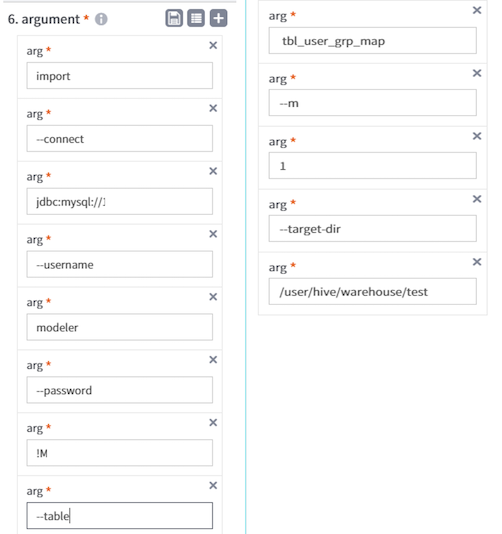 6. argument *
arg *
import
arg *
--connect
arg *
jdbc:mysql://
arg *
--username
arg *
modeler
arg *
--password
arg *
!M
arg *
--table
arg *
tbl_user_grp_map
arg *
--m
arg *
1
arg *
--target-dir
arg *
/user/hive/warehouse/test